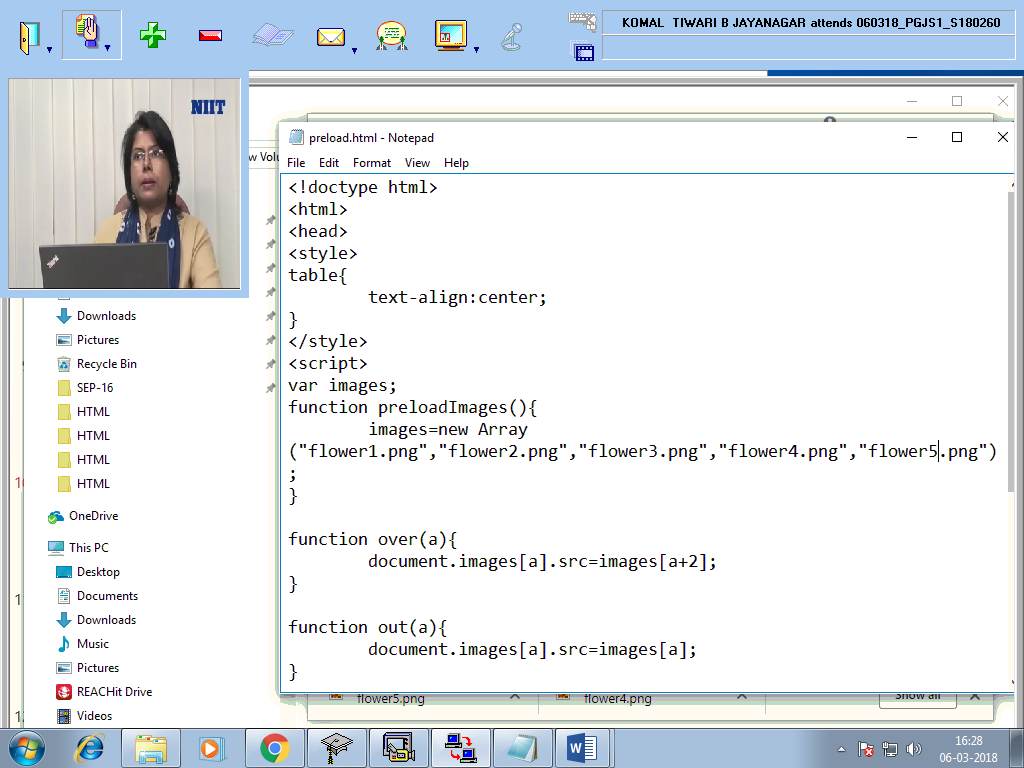 KOMAL TIWARI B JAYANAGAR attends 060318_PGJS1_S180260
NIIT
preload.html - Notepad
File Edit Format View Help
<!doctype html>
<html>
<head>
<style>
table{
text-align:center;
}
</style>
<script>
var images;
function preloadImages(){
images=new Array
("flower1.png","flower2.png","flower3.png","flower4.png","flower5.png")
;
}
function over(a){
document.images[a].src=images[a+2];
}
function out(a){
document.images[a].src=images[a];
}
Downloads
Pictures
Recycle Bin
SEP-16
HTML
HTML
HTML
HTML
OneDrive
This PC
Desktop
Documents
Downloads
Music
Pictures
REACHit Drive
Videos
flower5.png
flower4.png
Show all
16:28
06-03-2018